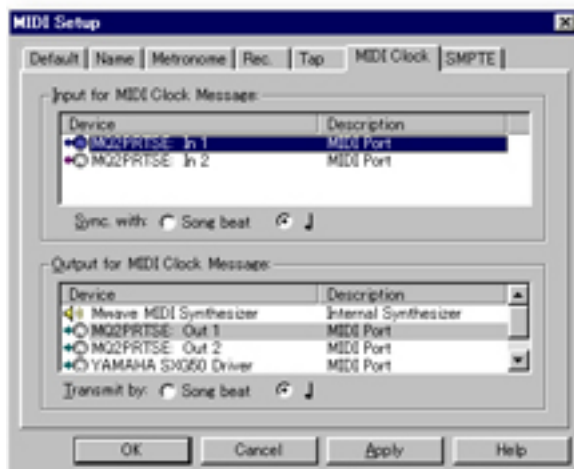 MIDI Setup
Default Name Metronome Rec. Tap MIDI Clock SMPTE
Input for MIDI Clock Message:
Device Description
MQ2PRTSE: In 1 MIDI Port
MQ2PRTSE: In 2 MIDI Port
Sync. with: Song beat ♩
Output for MIDI Clock Message:
Device Description
Mwave MIDI Synthesizer Internal Synthesizer
MQ2PRTSE: Out 1 MIDI Port
MQ2PRTSE: Out 2 MIDI Port
YAMAHA SXG50 Driver MIDI Port
Transmit by: Song beat ♩
OK Cancel Apply Help